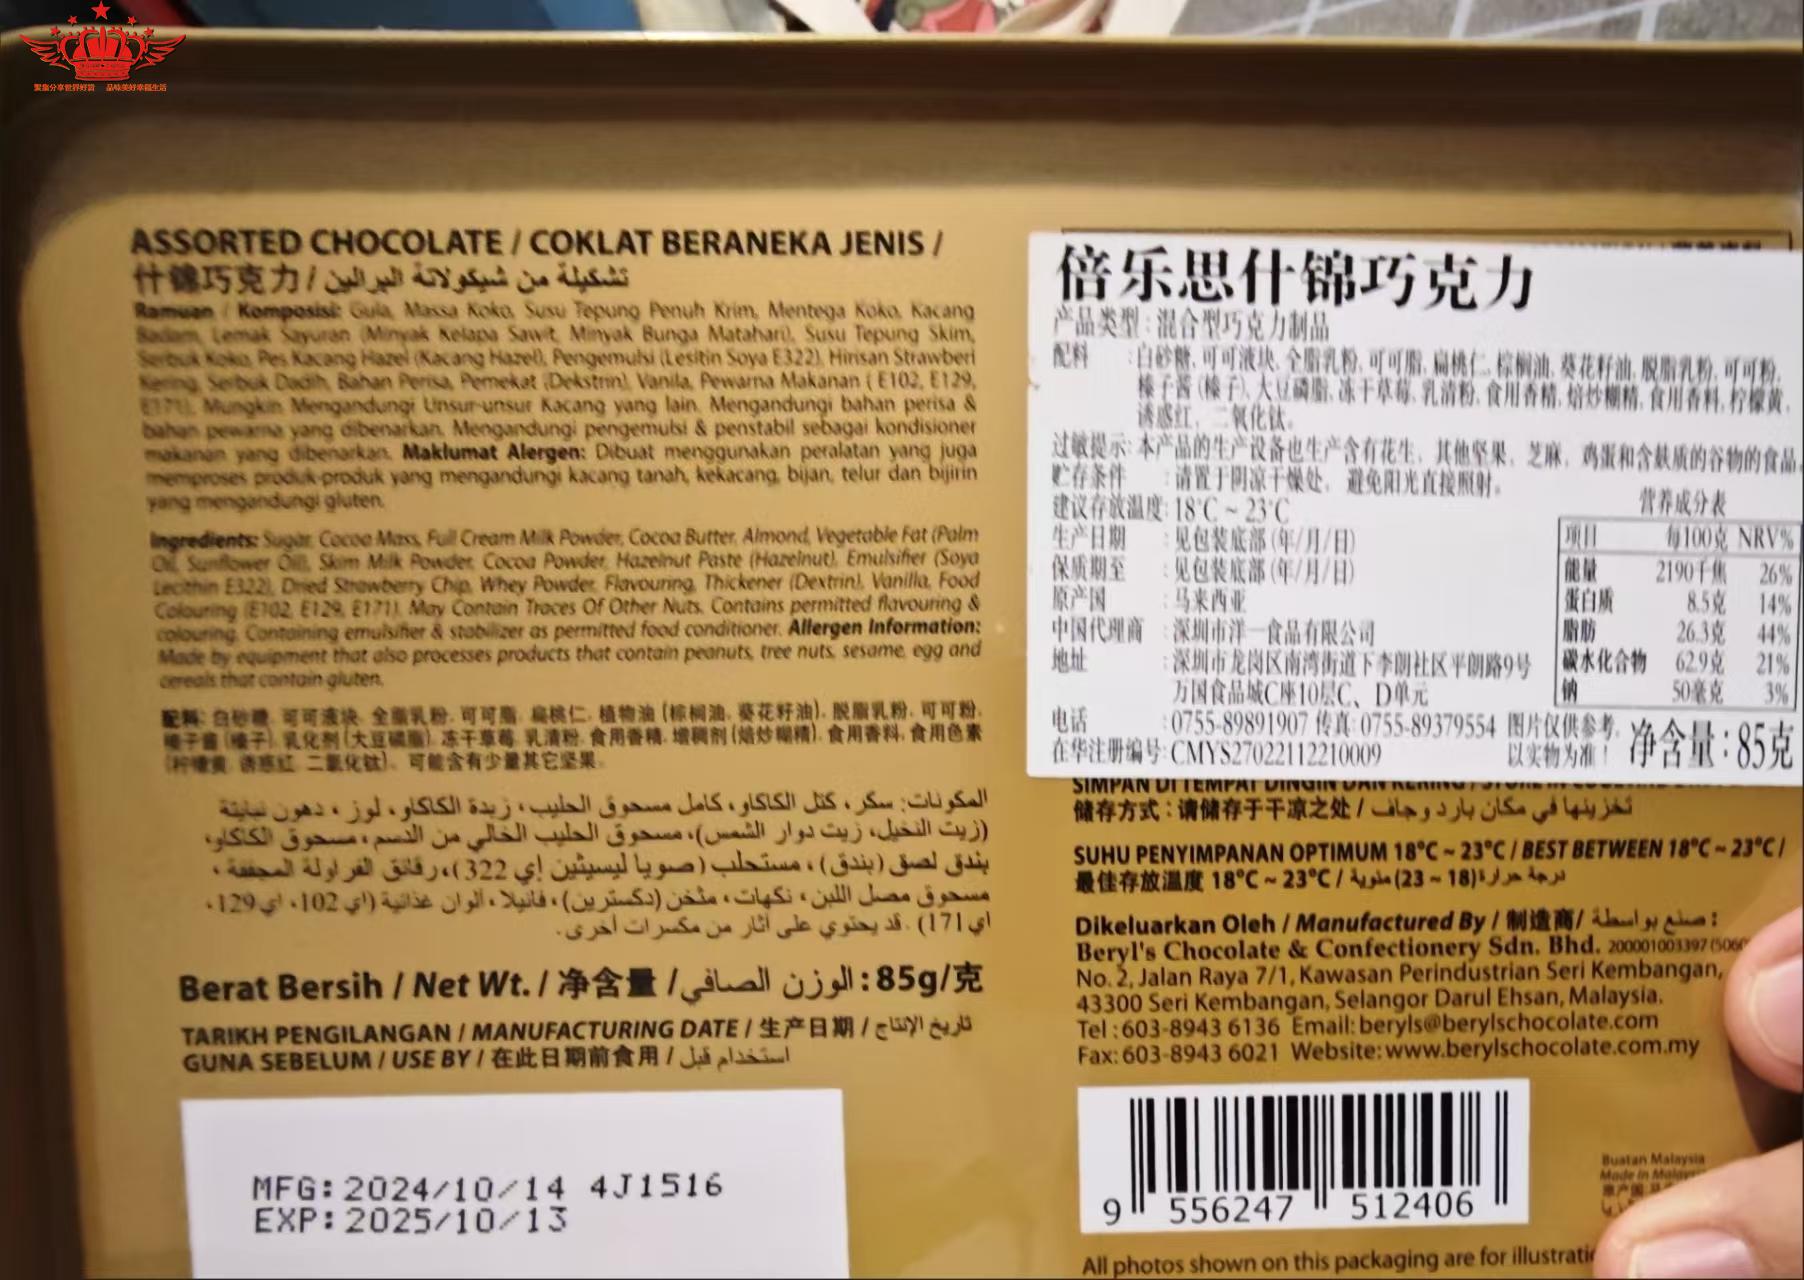 聚集分享世界好货 品味美好幸福生活
ASSORTED CHOCOLATE / COKLAT BERANEKA JENIS /
什錦巧克力 / تشكيلة من شيكولاتة البرالين
Ramuan / Komposisi: Gula, Massa Koko, Susu Tepung Penuh Krim, Mentega Koko, Kacang
Badam, Lemak Sayuran (Minyak Kelapa Sawit, Minyak Bunga Matahari), Susu Tepung Skim,
Serbuk Koko, Pes Kacang Hazel (Kacang Hazel), Pengemulsi (Lesitin Soya E322), Hirisan Strawberi
Kering, Serbuk Dadih, Bahan Perisa, Pemekat (Dekstrin), Vanila, Pewarna Makanan ( E102, E129,
E171). Mungkin Mengandungi Unsur-unsur Kacang yang lain. Mengandungi bahan perisa &
bahan pewarna yang dibenarkan. Mengandungi pengemulsi & penstabil sebagai kondisioner
makanan yang dibenarkan. Maklumat Alergen: Dibuat menggunakan peralatan yang juga
memproses produk-produk yang mengandungi kacang tanah, kekacang, bijan, telur dan bijirin
yang mengandungi gluten.
Ingredients: Sugar, Cocoa Mass, Full Cream Milk Powder, Cocoa Butter, Almond, Vegetable Fat (Palm
Oil, Sunflower Oil), Skim Milk Powder, Cocoa Powder, Hazelnut Paste (Hazelnut), Emulsifier (Soya
Lecithin E322), Dried Strawberry Chip, Whey Powder, Flavouring, Thickener (Dextrin), Vanilla, Food
Colouring (E102, E129, E171). May Contain Traces Of Other Nuts. Contains permitted flavouring &
colouring. Containing emulsifier & stabilizer as permitted food conditioner. Allergen Information:
Made by equipment that also processes products that contain peanuts, tree nuts, sesame, egg and
cereals that contain gluten.
配料: 白砂糖, 可可液块, 全脂乳粉, 可可脂, 扁桃仁, 植物油 (棕榈油, 葵花籽油), 脱脂乳粉, 可可粉,
榛子酱 (榛子), 乳化剂 (大豆磷脂), 冻干草莓, 乳清粉, 食用香精, 增稠剂 (焙炒糊精), 食用香料, 食用色素
(柠檬黄, 诱惑红, 二氧化钛)。可能含有少量其它坚果。
المكونات: سكر، كتل الكاكاو، كامل مسحوق الحليب، زبدة الكاكاو، لوز، دهون نباتية
(زيت النخيل، زيت دوار الشمس)، مسحوق الحليب الخالي من الدسم، مسحوق الكاكاو،
بندق لصق (بندق)، مستحلب (صويا ليسيثين إي 322)، رقائق الفراولة المجففة،
مسحوق مصل اللبن، نكهات، مثخن (دكسترين)، فانيلا، ألوان غذائية (اي 102، اي 129،
اي 171). قد يحتوي على آثار من مكسرات أخرى.
Berat Bersih / Net Wt. / 净含量 / الوزن الصافي : 85g/克
TARIKH PENGILANGAN / MANUFACTURING DATE / 生产日期 / تاريخ الإنتاج
GUNA SEBELUM / USE BY / 在此日期前食用 / استخدام قبل
MFG: 2024/10/14 4J1516
EXP: 2025/10/13
倍乐思什锦巧克力
产品类型: 混合型巧克力制品
配料 : 白砂糖, 可可液块, 全脂乳粉, 可可脂, 扁桃仁, 棕榈油, 葵花籽油, 脱脂乳粉, 可可粉,
榛子酱 (榛子), 大豆磷脂, 冻干草莓, 乳清粉, 食用香精, 焙炒糊精, 食用香料, 柠檬黄,
诱惑红, 二氧化钛。
过敏提示: 本产品的生产设备也生产含有花生, 其他坚果, 芝麻, 鸡蛋和含麸质的谷物的食品,
贮存条件 : 请置于阴凉干燥处, 避免阳光直接照射。
建议存放温度: 18℃ ~ 23℃
生产日期 : 见包装底部 (年/月/日)
保质期至 : 见包装底部 (年/月/日)
原产国 : 马来西亚
中国代理商 : 深圳市洋一食品有限公司
地址 : 深圳市龙岗区南湾街道下李朗社区平朗路9号
万国食品城C座10层C、D单元
电话 : 0755-89891907 传真: 0755-89379554
在华注册编号: CMYS27022112210009
营养成分表
项目 每100克 NRV%
能量 2190千焦 26%
蛋白质 8.5克 14%
脂肪 26.3克 44%
碳水化合物 62.9克 21%
钠 50毫克 3%
图片仅供参考,
以实物为准！
净含量: 85克
SIMPAN DI TEMPAT DINGIN DAN KERING / STORE IN
储存方式：请储存于干凉之处 / تخزينها في مكان بارد وجاف
SUHU PENYIMPANAN OPTIMUM 18℃ ~ 23℃ / BEST BETWEEN 18℃ ~ 23℃ /
最佳存放温度 18℃ ~ 23℃ / درجة حرارة (18 ~ 23) مئوية
Dikeluarkan Oleh / Manufactured By / 制造商/ صنع بواسطة :
Beryl's Chocolate & Confectionery Sdn. Bhd. 200001003397 (5060
No. 2, Jalan Raya 7/1, Kawasan Perindustrian Seri Kembangan,
43300 Seri Kembangan, Selangor Darul Ehsan, Malaysia.
Tel : 603-8943 6136 Email: beryls@berylschocolate.com
Fax: 603-8943 6021 Website: www.berylschocolate.com.my
9 556247 512406
Buatan Malaysia
Made in Malaysia
All photos shown on this packaging are for illustrati